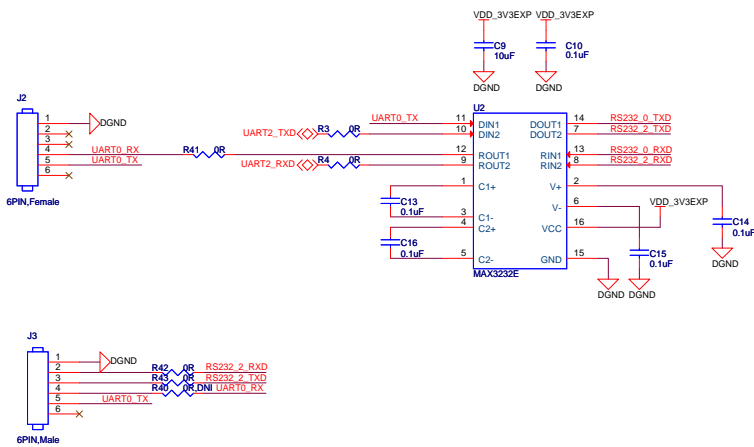 VDD_3V3EXP VDD_3V3EXP
C9 10uF
C10 0.1uF
DGND DGND
J2
1 DGND
2
3
4 UART0_RX R41 0R
5 UART0_TX
6
6PIN,Female
UART0_TX
UART2_TXD R3 0R
UART2_RXD R4 0R
U2
11 DIN1 DOUT1 14 RS232_0_TXD
10 DIN2 DOUT2 7 RS232_2_TXD
12 ROUT1 RIN1 13 RS232_0_RXD
9 ROUT2 RIN2 8 RS232_2_RXD
1 C1+ V+ 2
C13 0.1uF
3 C1- V- 6
4 C2+ VCC 16 VDD_3V3EXP
C16 0.1uF
5 C2- GND 15
MAX3232E
C14 0.1uF
C15 0.1uF
DGND
DGND DGND
J3
1 DGND
2 R42 0R RS232_2_RXD
3 R43 0R RS232_2_TXD
4 R40 0R,DNI UART0_RX
5 UART0_TX
6
6PIN,Male